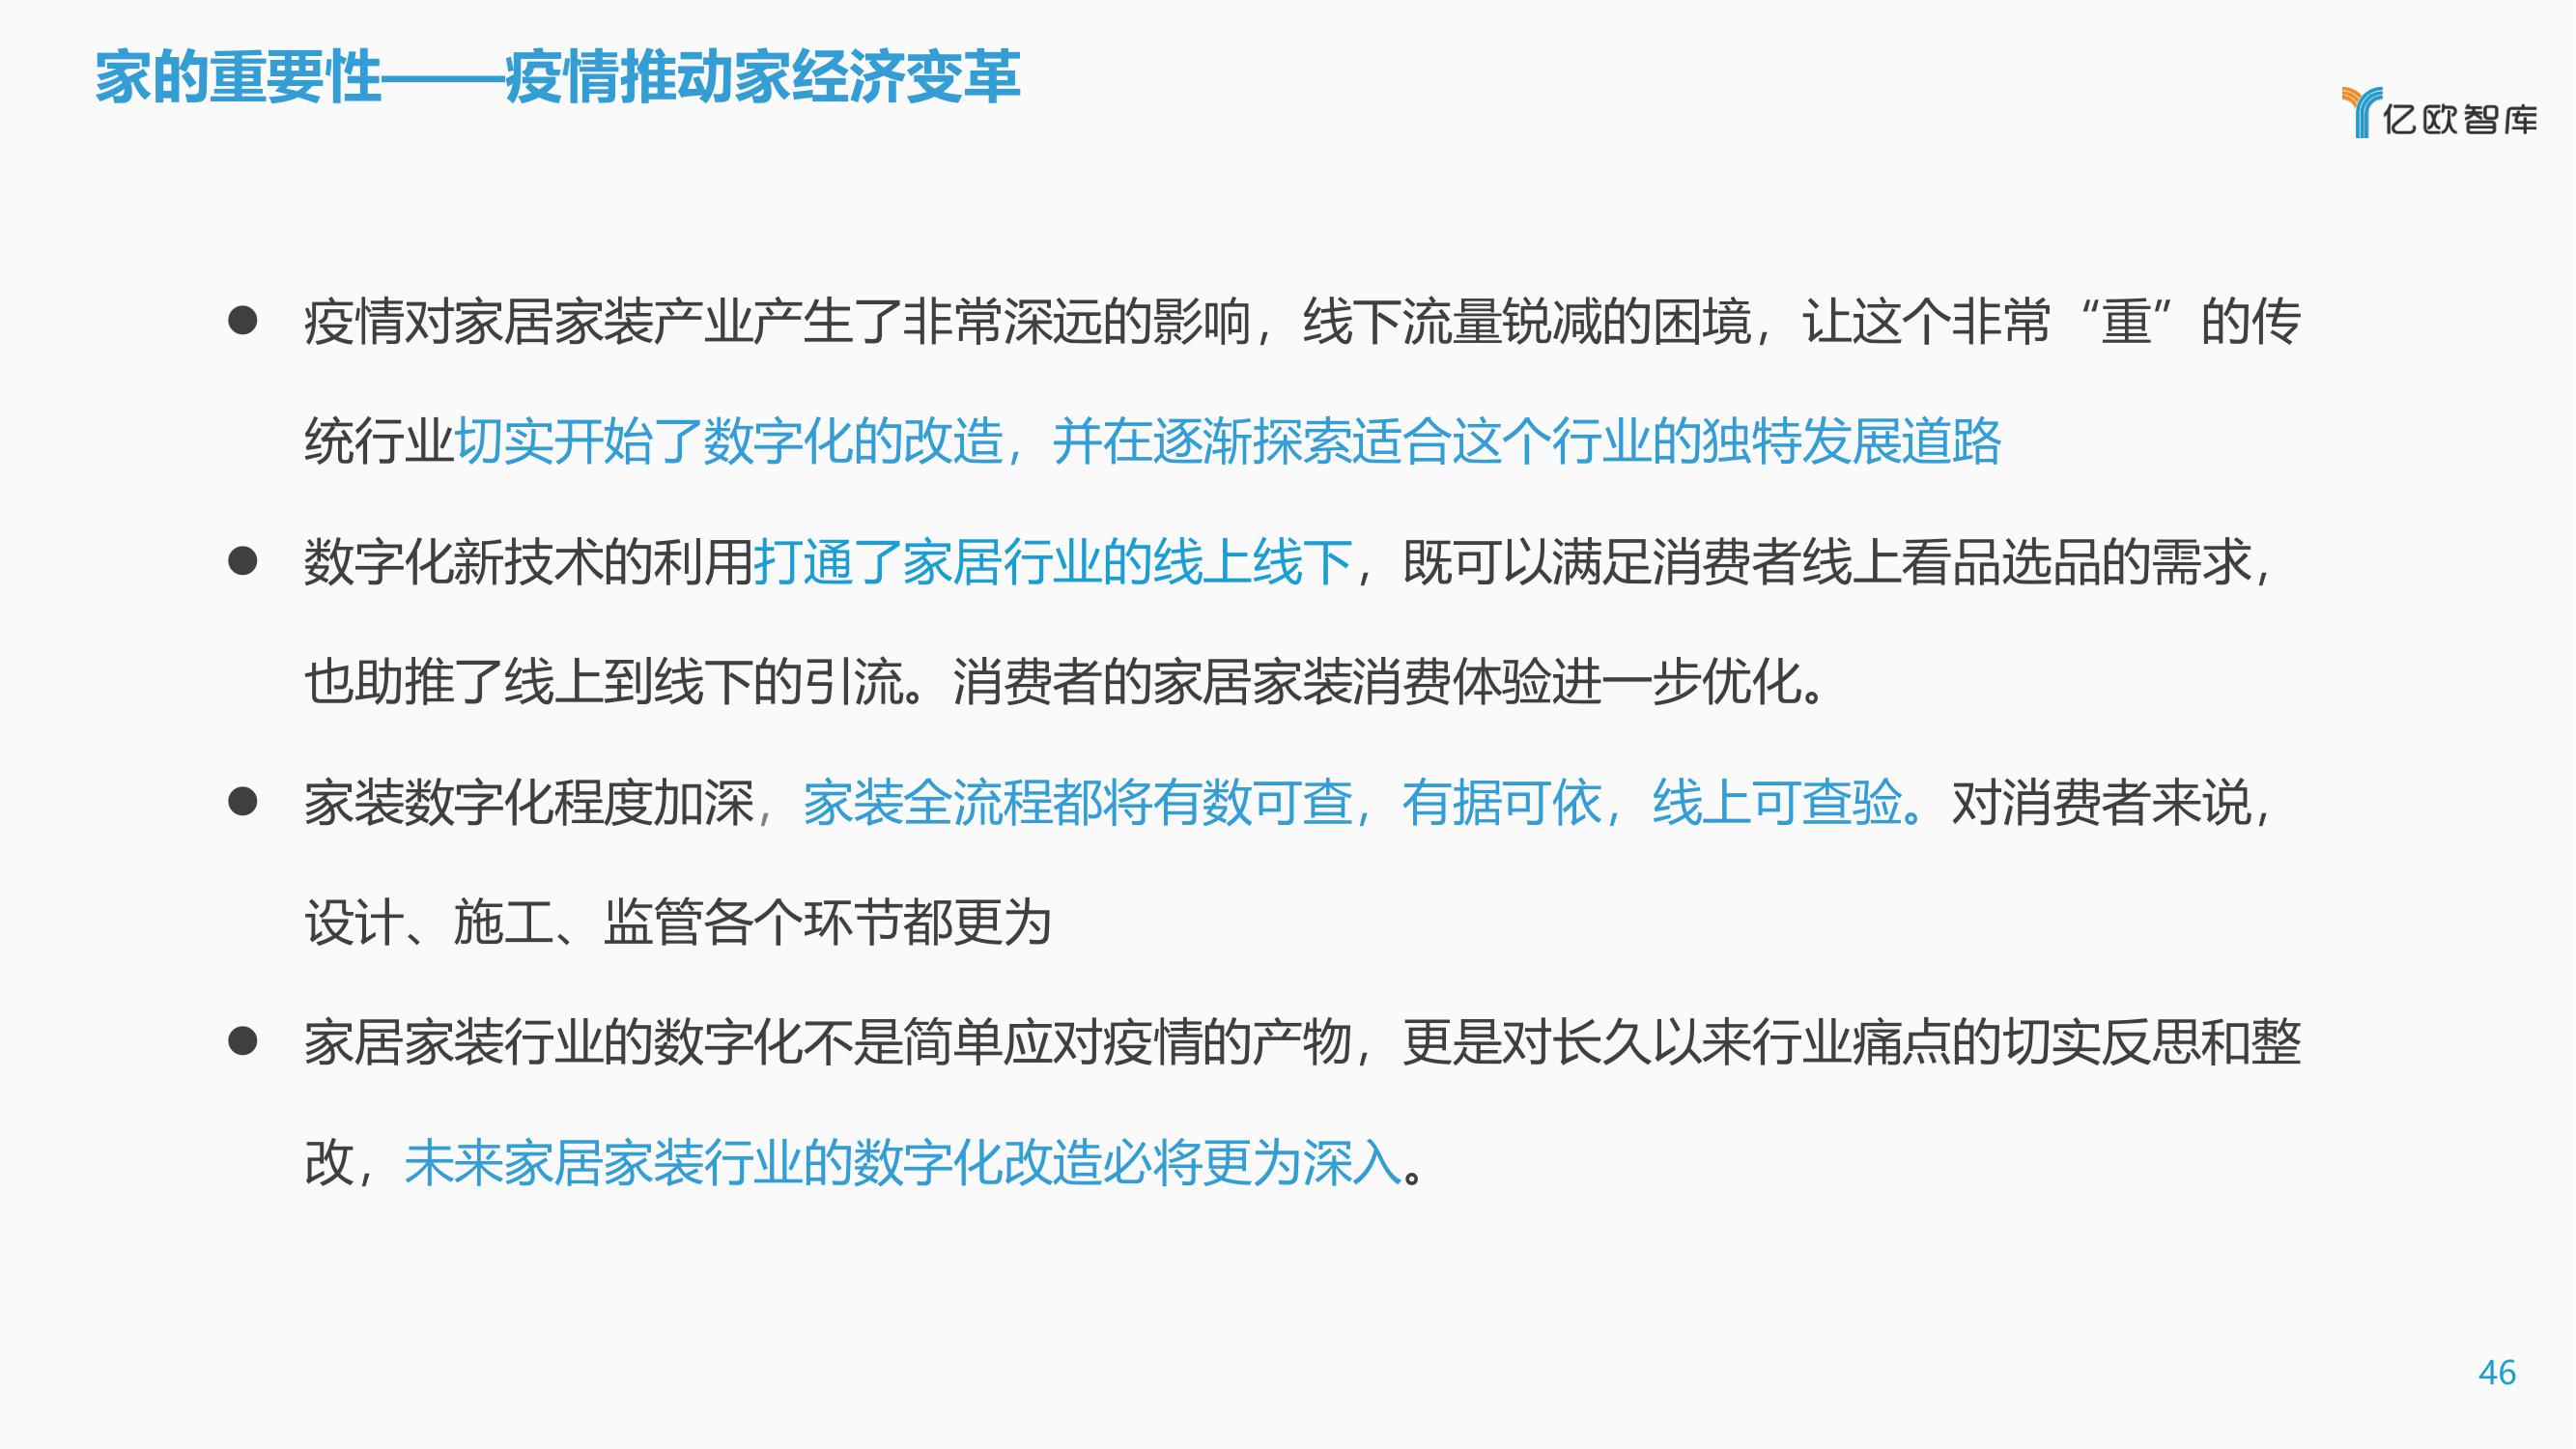 家的重要性——疫情推动家经济变革
亿欧智库
● 疫情对家居家装产业产生了非常深远的影响，线下流量锐减的困境，让这个非常“重”的传
统行业切实开始了数字化的改造，并在逐渐探索适合这个行业的独特发展道路
● 数字化新技术的利用打通了家居行业的线上线下，既可以满足消费者线上看品选品的需求，
也助推了线上到线下的引流。消费者的家居家装消费体验进一步优化。
● 家装数字化程度加深，家装全流程都将有数可查，有据可依，线上可查验。对消费者来说，
设计、施工、监管各个环节都更为
● 家居家装行业的数字化不是简单应对疫情的产物，更是对长久以来行业痛点的切实反思和整
改，未来家居家装行业的数字化改造必将更为深入。
46